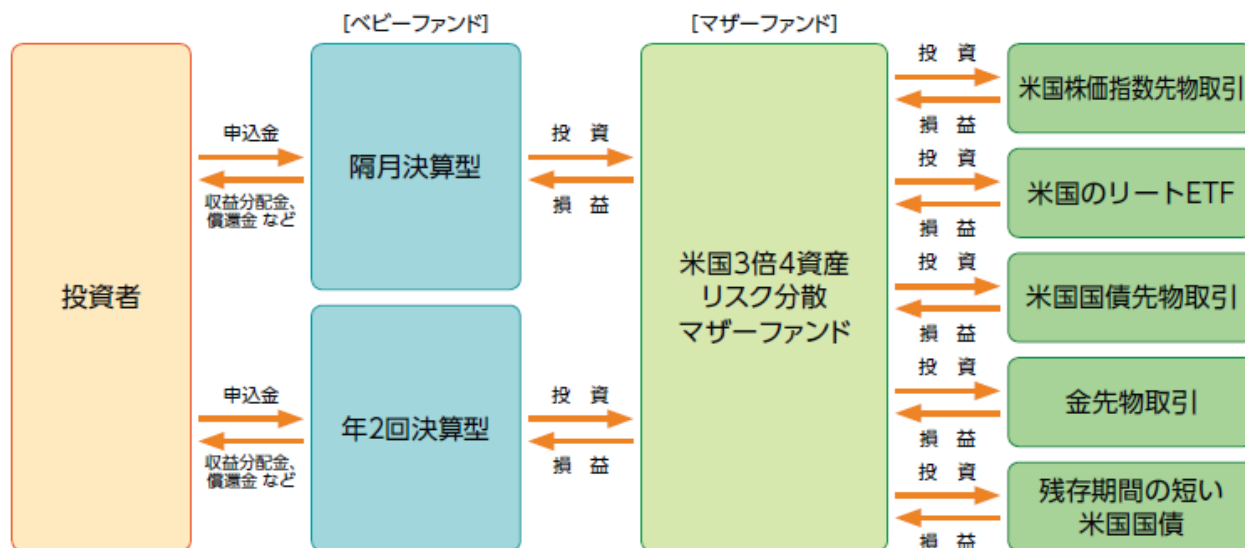 [ベビーファンド]
[マザーファンド]
投資者
申込金
収益分配金、
償還金 など
申込金
収益分配金、
償還金 など
隔月決算型
年2回決算型
投 資
損 益
投 資
損 益
米国3倍4資産
リスク分散
マザーファンド
投 資
損 益
投 資
損 益
投 資
損 益
投 資
損 益
投 資
損 益
米国株価指数先物取引
米国のリートETF
米国国債先物取引
金先物取引
残存期間の短い
米国国債